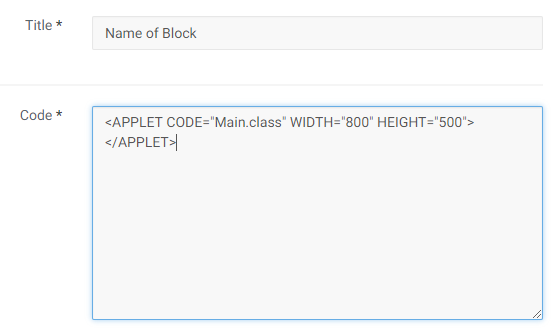 Title *
Name of Block
Code *
<APPLET CODE="Main.class" WIDTH="800" HEIGHT="500">
</APPLET>